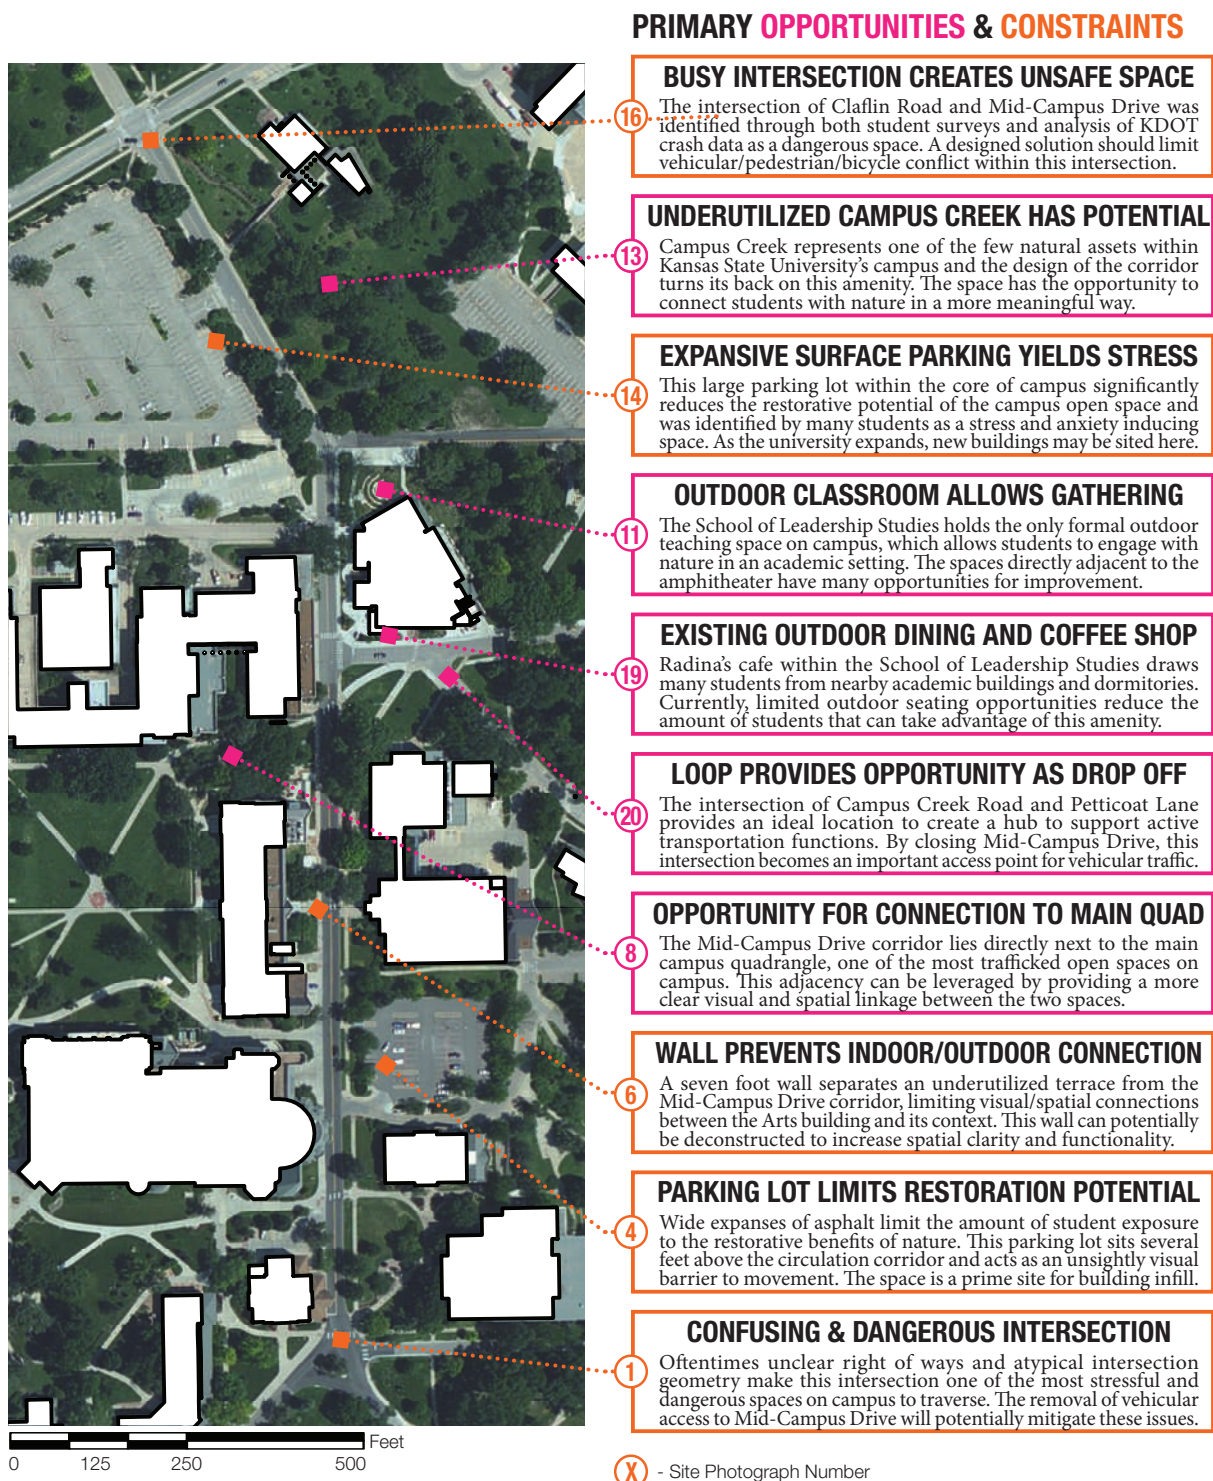 PRIMARY OPPORTUNITIES & CONSTRAINTS
16
BUSY INTERSECTION CREATES UNSAFE SPACE
The intersection of Claflin Road and Mid-Campus Drive was
identified through both student surveys and analysis of KDOT
crash data as a dangerous space. A designed solution should limit
vehicular/pedestrian/bicycle conflict within this intersection.
13
UNDERUTILIZED CAMPUS CREEK HAS POTENTIAL
Campus Creek represents one of the few natural assets within
Kansas State University's campus and the design of the corridor
turns its back on this amenity. The space has the opportunity to
connect students with nature in a more meaningful way.
14
EXPANSIVE SURFACE PARKING YIELDS STRESS
This large parking lot within the core of campus significantly
reduces the restorative potential of the campus open space and
was identified by many students as a stress and anxiety inducing
space. As the university expands, new buildings may be sited here.
11
OUTDOOR CLASSROOM ALLOWS GATHERING
The School of Leadership Studies holds the only formal outdoor
teaching space on campus, which allows students to engage with
nature in an academic setting. The spaces directly adjacent to the
amphitheater have many opportunities for improvement.
19
EXISTING OUTDOOR DINING AND COFFEE SHOP
Radina's cafe within the School of Leadership Studies draws
many students from nearby academic buildings and dormitories.
Currently, limited outdoor seating opportunities reduce the
amount of students that can take advantage of this amenity.
20
LOOP PROVIDES OPPORTUNITY AS DROP OFF
The intersection of Campus Creek Road and Petticoat Lane
provides an ideal location to create a hub to support active
transportation functions. By closing Mid-Campus Drive, this
intersection becomes an important access point for vehicular traffic.
8
OPPORTUNITY FOR CONNECTION TO MAIN QUAD
The Mid-Campus Drive corridor lies directly next to the main
campus quadrangle, one of the most trafficked open spaces on
campus. This adjacency can be leveraged by providing a more
clear visual and spatial linkage between the two spaces.
6
WALL PREVENTS INDOOR/OUTDOOR CONNECTION
A seven foot wall separates an underutilized terrace from the
Mid-Campus Drive corridor, limiting visual/spatial connections
between the Arts building and its context. This wall can potentially
be deconstructed to increase spatial clarity and functionality.
4
PARKING LOT LIMITS RESTORATION POTENTIAL
Wide expanses of asphalt limit the amount of student exposure
to the restorative benefits of nature. This parking lot sits several
feet above the circulation corridor and acts as an unsightly visual
barrier to movement. The space is a prime site for building infill.
1
CONFUSING & DANGEROUS INTERSECTION
Oftentimes unclear right of ways and atypical intersection
geometry make this intersection one of the most stressful and
dangerous spaces on campus to traverse. The removal of vehicular
access to Mid-Campus Drive will potentially mitigate these issues.
Feet
0 125 250 500
X - Site Photograph Number